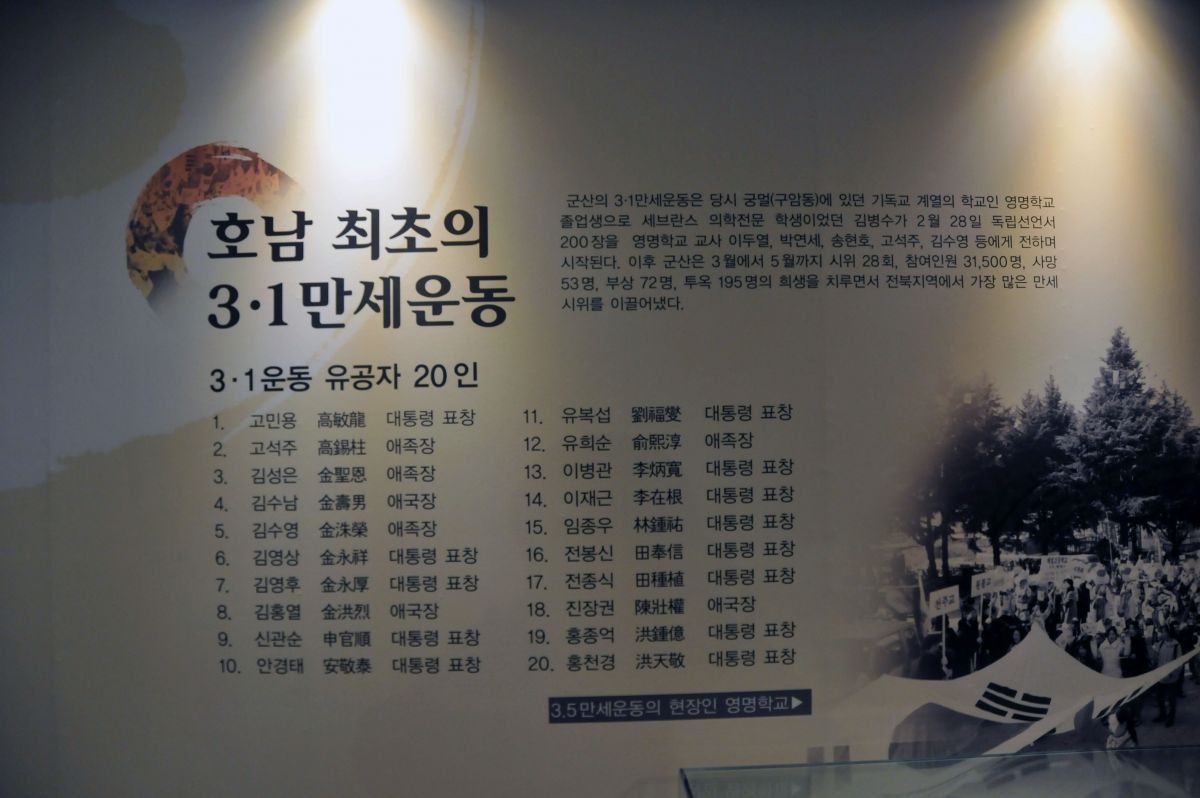 호남 최초의
3·1만세운동
군산의 3·1만세운동은 당시 궁멀(구암동)에 있던 기독교 계열의 학교인 영명학교
졸업생으로 세브란스 의학전문 학생이었던 김병수가 2월 28일 독립선언서
200장을 영명학교 교사 이두열, 박연세, 송현호, 고석주, 김수영 등에게 전하며
시작된다. 이후 군산은 3월에서 5월까지 시위 28회, 참여인원 31,500명, 사망
53명, 부상 72명, 투옥 195명의 희생을 치루면서 전북지역에서 가장 많은 만세
시위를 이끌어냈다.
3·1운동 유공자 20인
1. 고민용 高敏龍 대통령 표창
2. 고석주 高錫柱 애족장
3. 김성은 金聖恩 애족장
4. 김수남 金壽男 애국장
5. 김수영 金洙榮 애족장
6. 김영상 金永祥 대통령 표창
7. 김영후 金永厚 대통령 표창
8. 김홍열 金洪烈 애국장
9. 신관순 申官順 대통령 표창
10. 안경태 安敬泰 대통령 표창
11. 유복섭 劉福燮 대통령 표창
12. 유희순 俞熙淳 애족장
13. 이병관 李炳寬 대통령 표창
14. 이재근 李在根 대통령 표창
15. 임종우 林鍾祐 대통령 표창
16. 전봉신 田奉信 대통령 표창
17. 전종식 田種植 대통령 표창
18. 진장권 陳壯權 애국장
19. 홍종억 洪鍾億 대통령 표창
20. 홍천경 洪天敬 대통령 표창
3.5만세운동의 현장인 영명학교▶
천주교